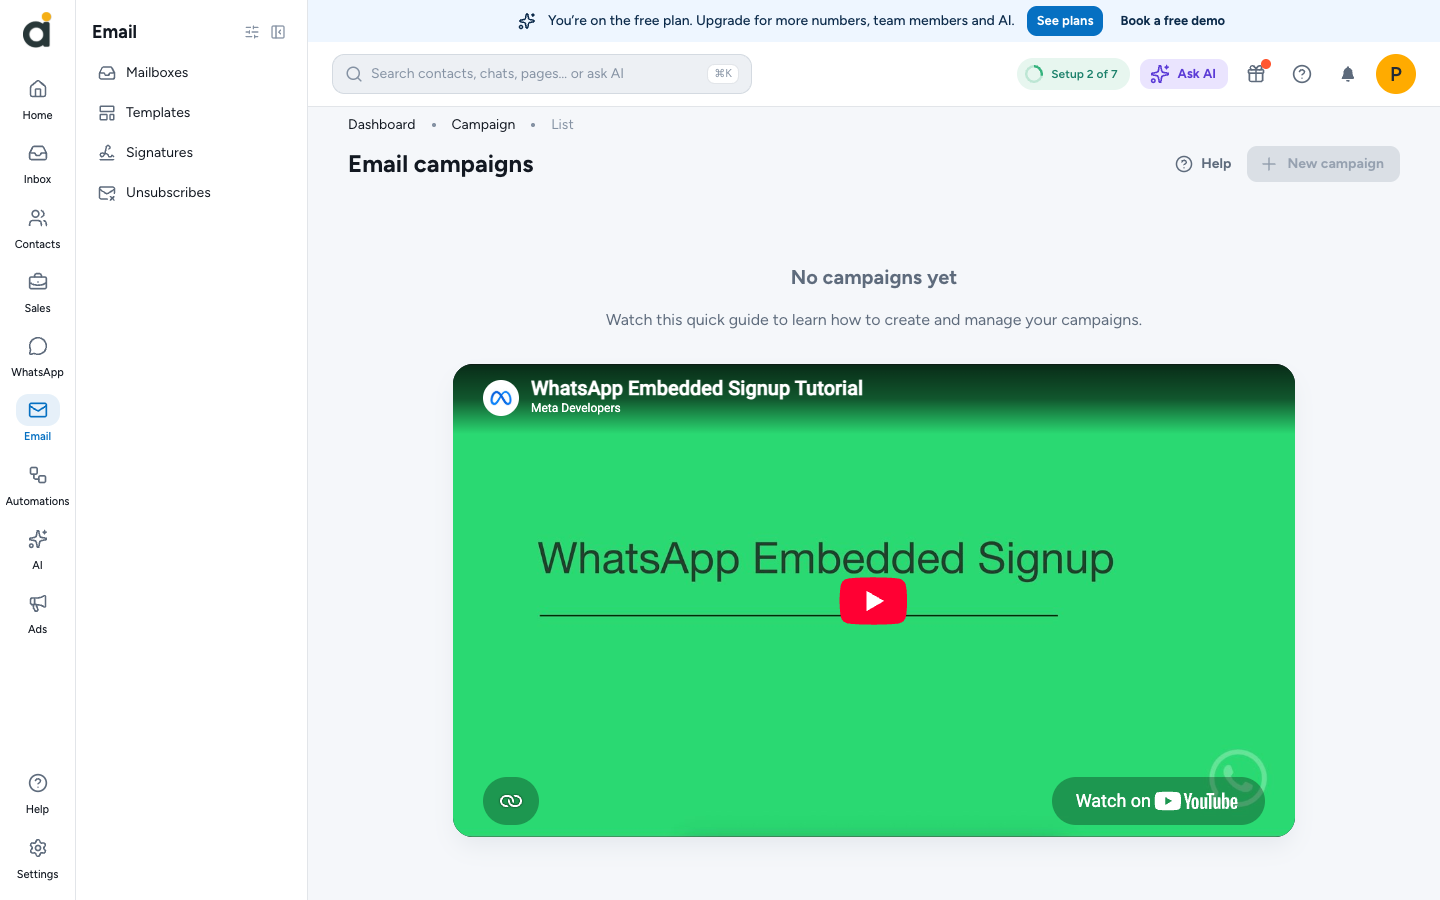 You're on the free plan. Upgrade for more numbers, team members and AI.
See plans
Book a free demo
Search contacts, chats, pages... or ask AI
⌘K
Setup 2 of 7
Ask AI
P
Home
Inbox
Contacts
Sales
WhatsApp
Email
Automations
AI
Ads
Help
Settings
Email
Mailboxes
Templates
Signatures
Unsubscribes
Dashboard • Campaign • List
Email campaigns
Help
New campaign
No campaigns yet
Watch this quick guide to learn how to create and manage your campaigns.
WhatsApp Embedded Signup Tutorial
Meta Developers
WhatsApp Embedded Signup
Watch on YouTube